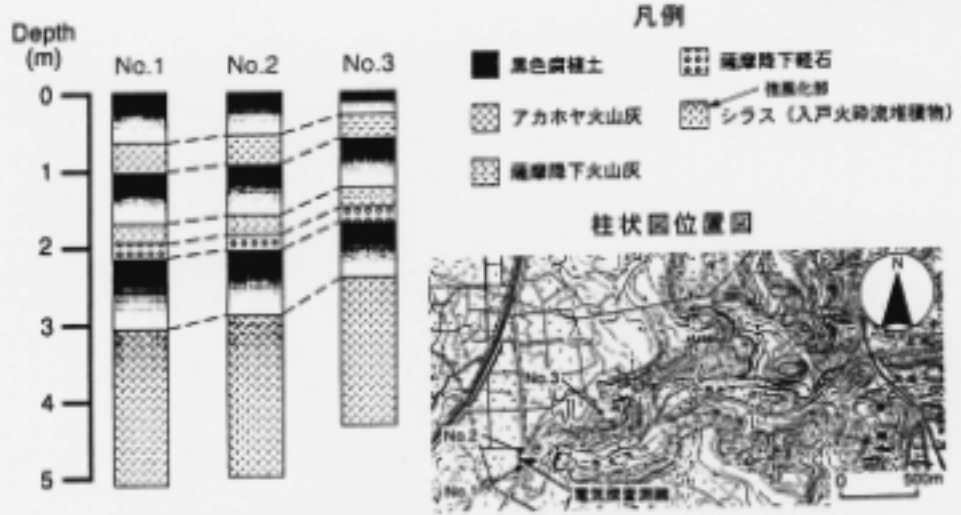 凡例
Depth
(m)
No.1
No.2
No.3
0
1
2
3
4
5
黒色腐植土
薩摩降下軽石
強風化部
アカホヤ火山灰
シラス (入戸火砕流堆積物)
薩摩降下火山灰
柱状図位置図
N
No.3
No.2
No.1
電気探査測線
0
500m